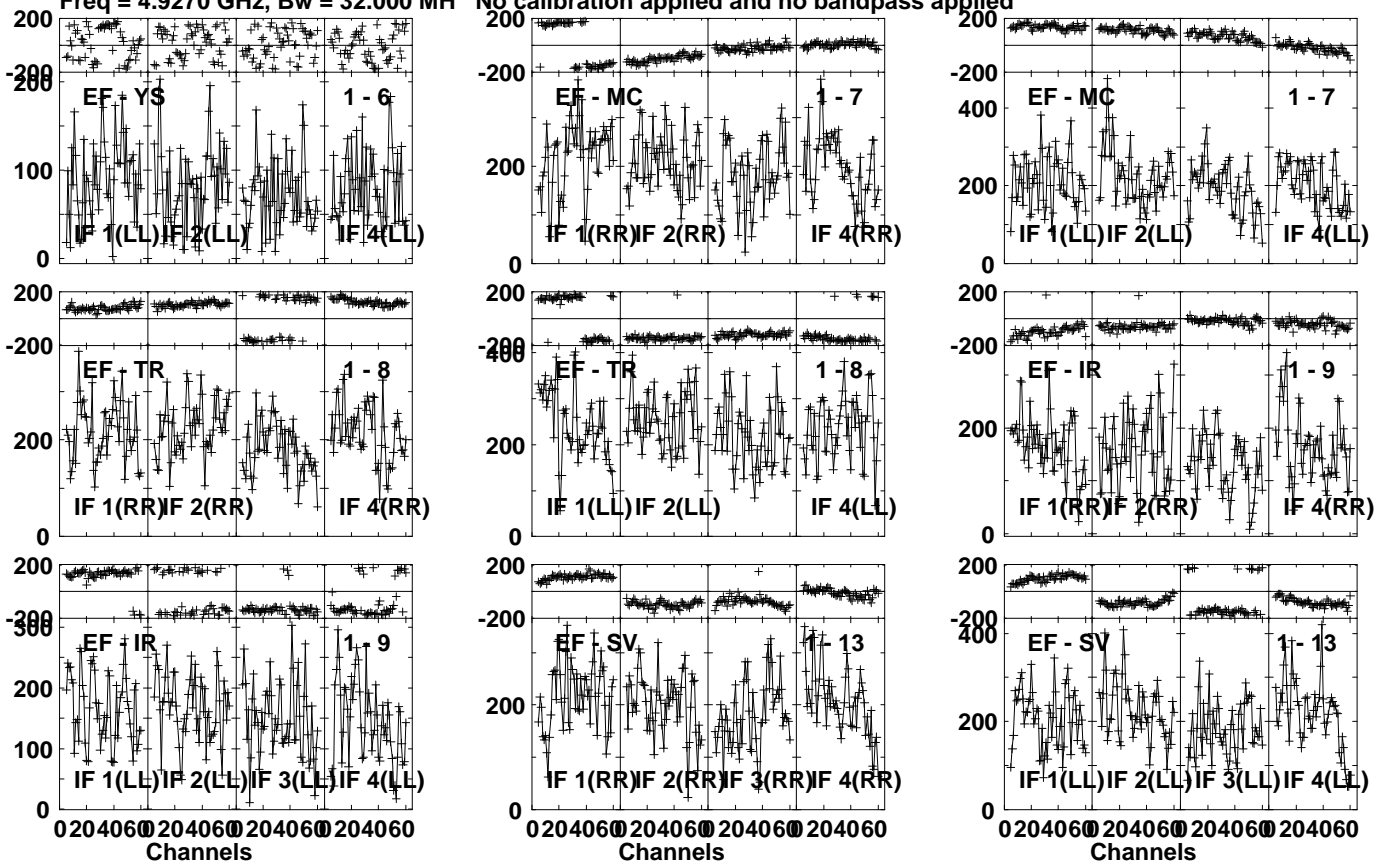 Freq = 4.9270 GHz, Bw = 32.000 MH No calibration applied and no bandpass applied
200
-200
200
100
0
EF - YS
1 - 6
IF 1(LL)
IF 2(LL)
IF 4(LL)
200
-200
200
0
EF - MC
1 - 7
IF 1(RR)
IF 2(RR)
IF 4(RR)
200
-200
400
200
0
EF - MC
1 - 7
IF 1(LL)
IF 2(LL)
IF 4(LL)
200
-200
200
0
EF - TR
1 - 8
IF 1(RR)
IF 2(RR)
IF 4(RR)
200
-200
400
200
0
EF - TR
1 - 8
IF 1(LL)
IF 2(LL)
IF 4(LL)
200
-200
200
0
EF - IR
1 - 9
IF 1(RR)
IF 2(RR)
IF 4(RR)
200
-200
300
200
100
0
EF - IR
1 - 9
IF 1(LL)
IF 2(LL)
IF 3(LL)
IF 4(LL)
0 20 40 60 0 20 40 60 0 20 40 60 0 20 40 60
Channels
200
-200
200
0
EF - SV
1 - 13
IF 1(RR)
IF 2(RR)
IF 3(RR)
IF 4(RR)
0 20 40 60 0 20 40 60 0 20 40 60 0 20 40 60
Channels
200
-200
400
200
0
EF - SV
1 - 13
IF 1(LL)
IF 2(LL)
IF 3(LL)
IF 4(LL)
0 20 40 60 0 20 40 60 0 20 40 60 0 20 40 60
Channels